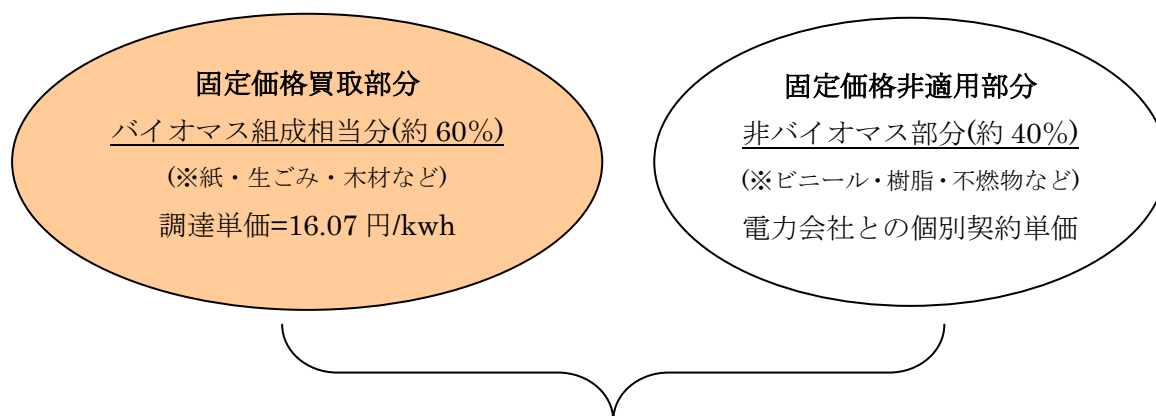 固定価格買取部分
バイオマス組成相当分(約 60%)
(※紙・生ごみ・木材など)
調達単価=16.07 円/kwh
固定価格非適用部分
非バイオマス部分(約 40%)
(※ビニール・樹脂・不燃物など)
電力会社との個別契約単価